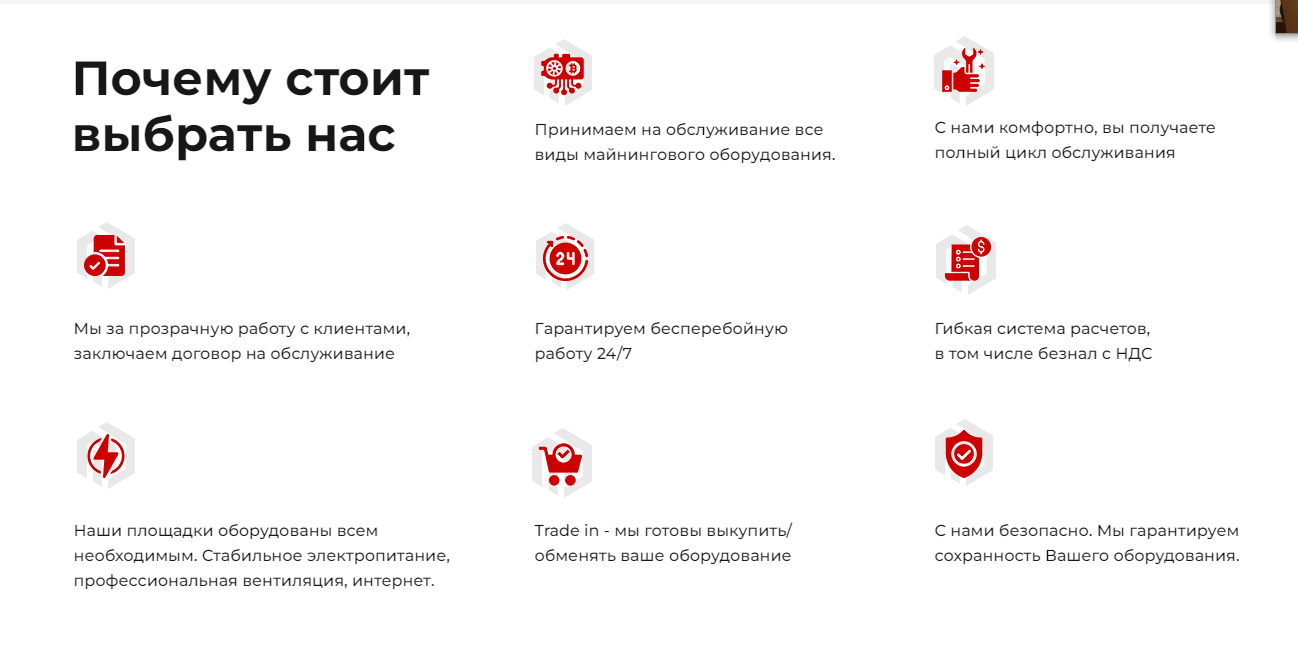 Почему стоит
выбрать нас
Принимаем на обслуживание все
виды майнингового оборудования.
С нами комфортно, вы получаете
полный цикл обслуживания
Мы за прозрачную работу с клиентами,
заключаем договор на обслуживание
24
Гарантируем бесперебойную
работу 24/7
$
Гибкая система расчетов,
в том числе безнал с НДС
Наши площадки оборудованы всем
необходимым. Стабильное электропитание,
профессиональная вентиляция, интернет.
Trade in - мы готовы выкупить/
обменять ваше оборудование
С нами безопасно. Мы гарантируем
сохранность Вашего оборудования.